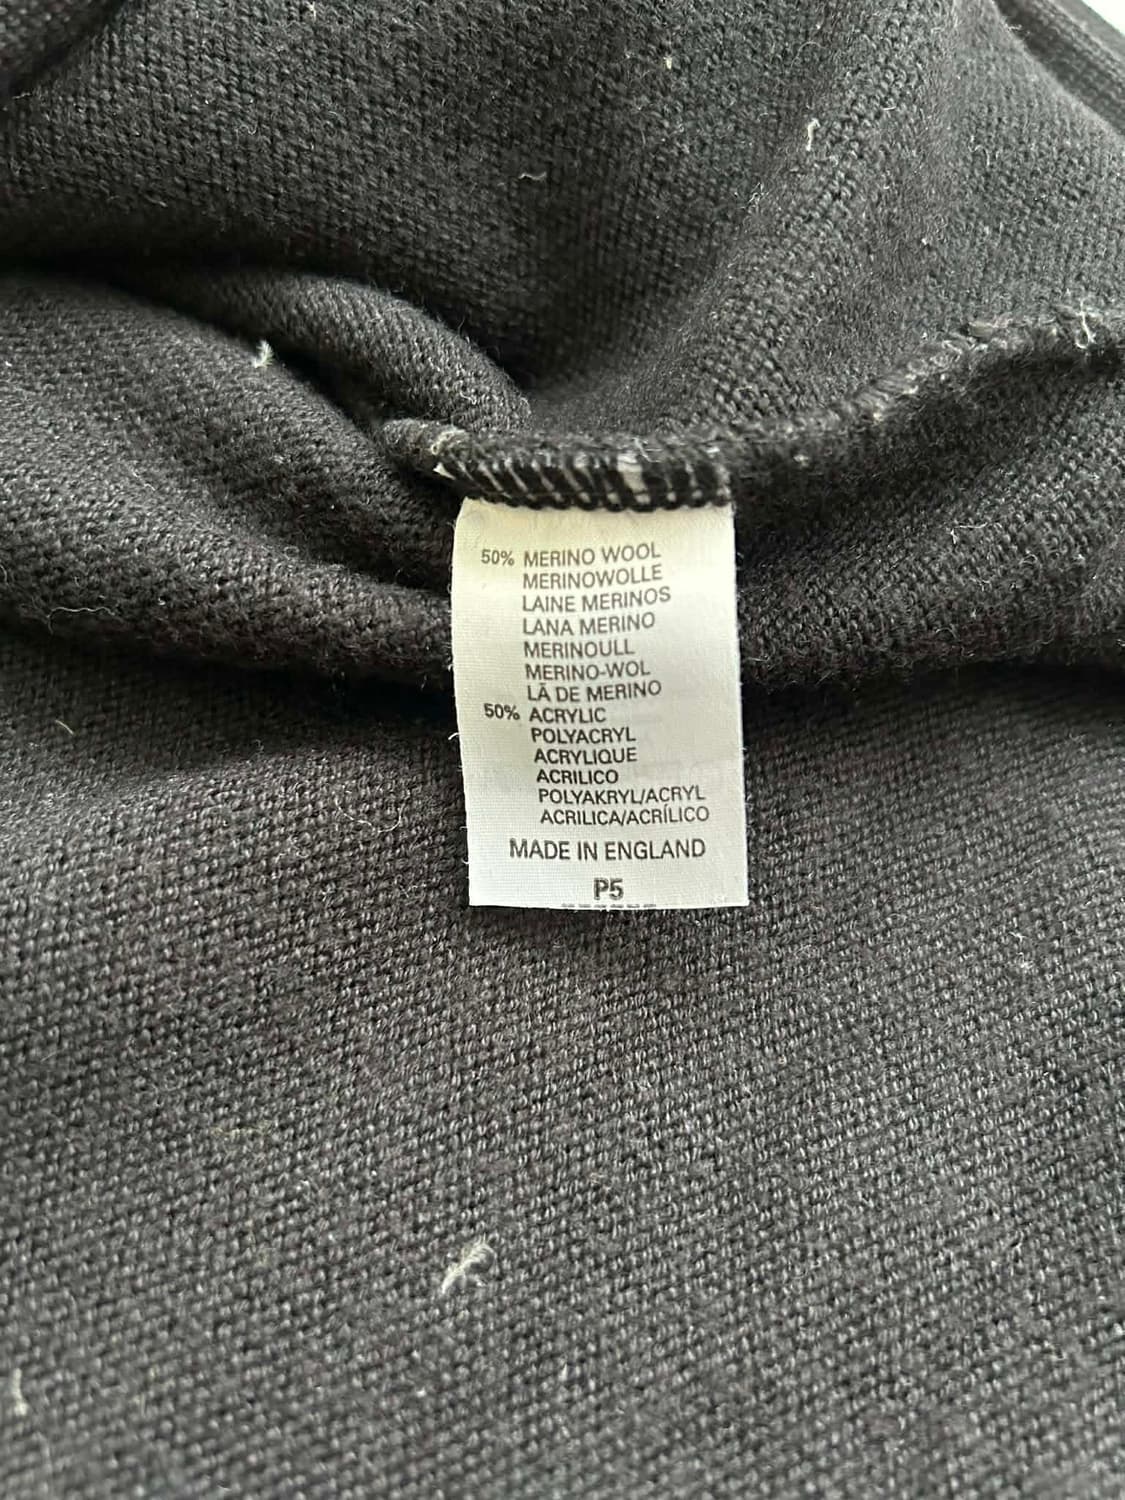 50% MERINO WOOL
MERINOWOLLE
LAINE MERINOS
LANA MERINO
MERINOULL
MERINO-WOL
LÃ DE MERINO
50% ACRYLIC
POLYACRYL
ACRYLIQUE
ACRILICO
POLYAKRYL/ACRYL
ACRILICA/ACRÍLICO
MADE IN ENGLAND
P5